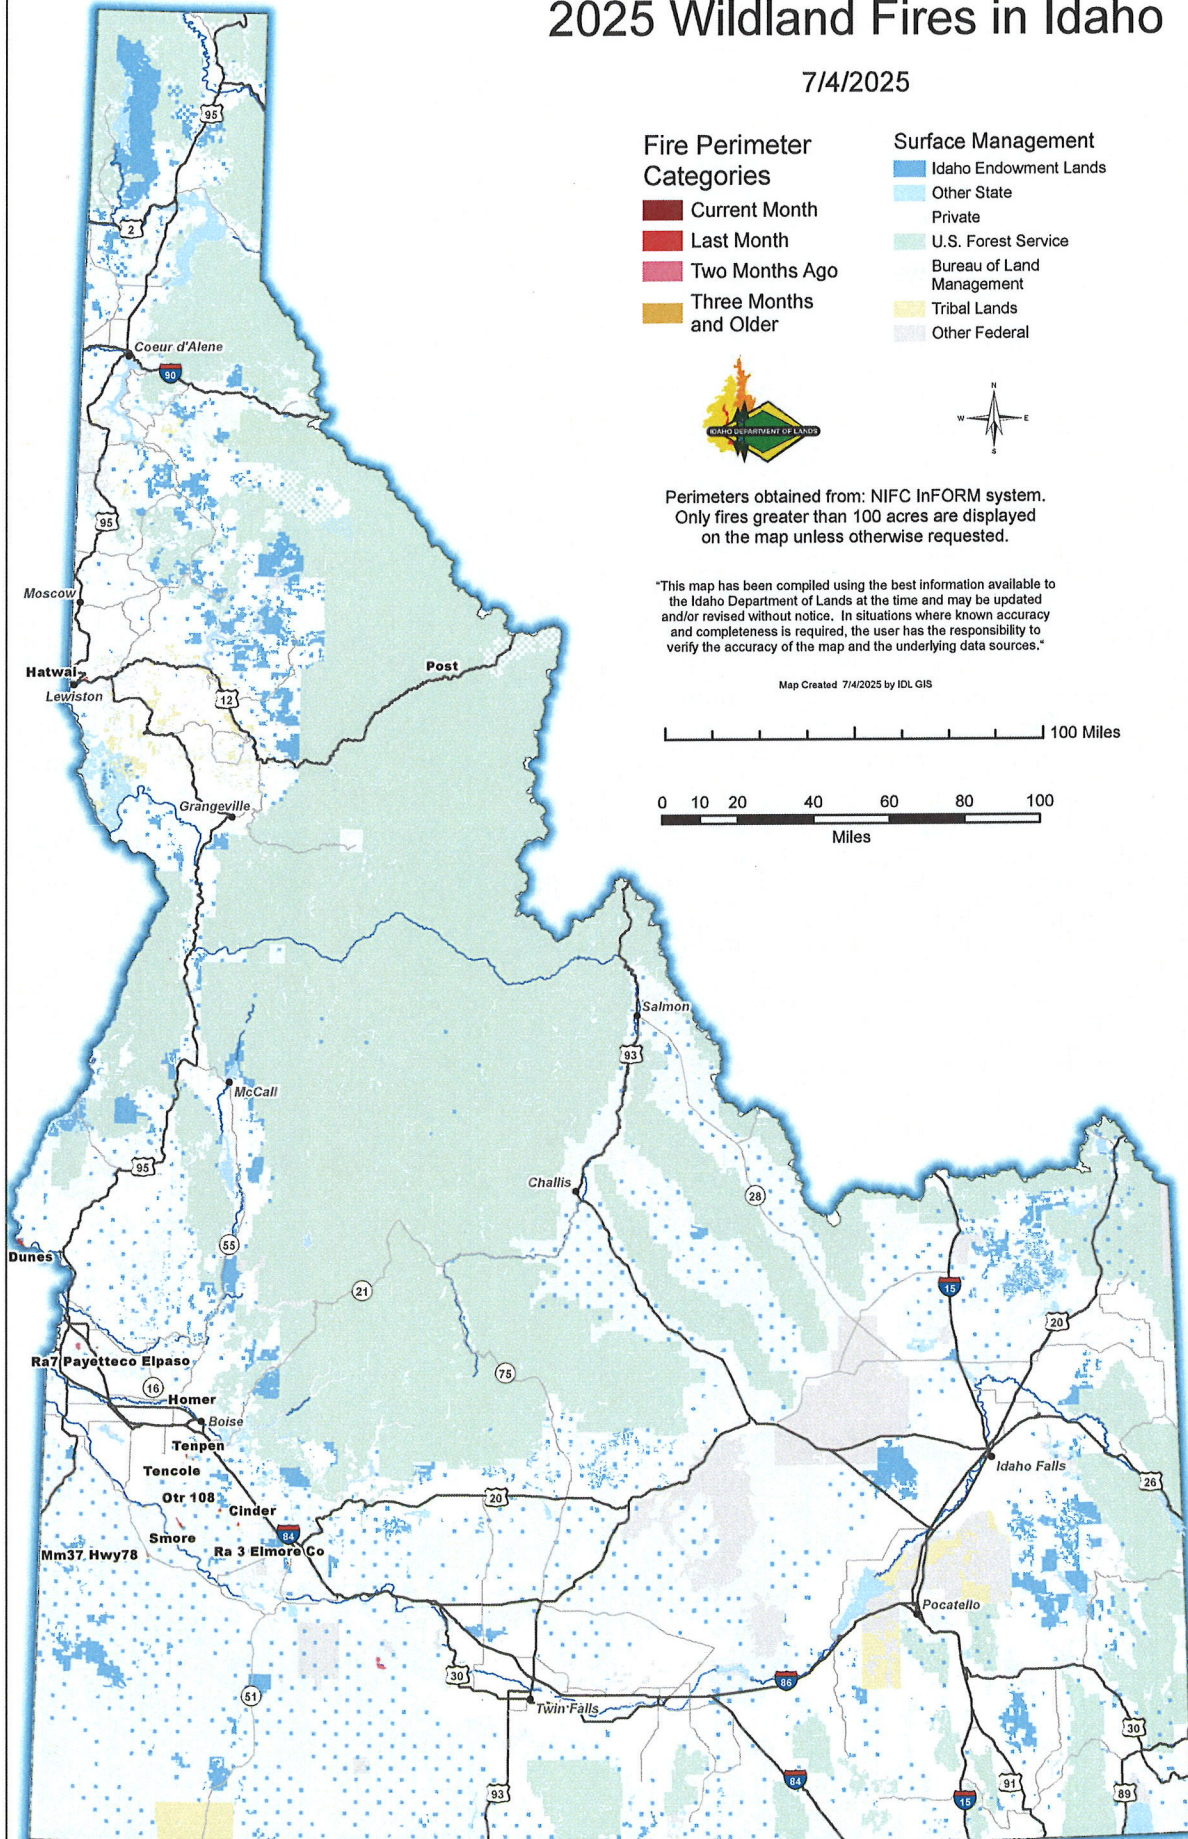 2025 Wildland Fires in Idaho
7/4/2025
Fire Perimeter
Categories
Current Month
Last Month
Two Months Ago
Three Months
and Older
Surface Management
Idaho Endowment Lands
Other State
Private
U.S. Forest Service
Bureau of Land
Management
Tribal Lands
Other Federal
IDAHO DEPARTMENT OF LANDS
N
W
E
S
Perimeters obtained from: NIFC InFORM system.
Only fires greater than 100 acres are displayed
on the map unless otherwise requested.
"This map has been compiled using the best information available to
the Idaho Department of Lands at the time and may be updated
and/or revised without notice. In situations where known accuracy
and completeness is required, the user has the responsibility to
verify the accuracy of the map and the underlying data sources."
Map Created 7/4/2025 by IDL GIS
100 Miles
0 10 20 40 60 80 100
Miles
95
2
Coeur d'Alene
90
95
Moscow
Hatwai
Lewiston
Post
12
Grangeville
Salmon
93
McCall
95
Challis
28
Dunes
55
21
15
20
Ra7 Payetteco Elpaso
16
75
Homer
Boise
Tenpen
Tencole
Idaho Falls
26
Otr 108
20
Cinder
84
Smore
Mm37 Hwy78
Ra 3 Elmore Co
Pocatello
30
86
51
Twin Falls
30
93
84
15
91
89